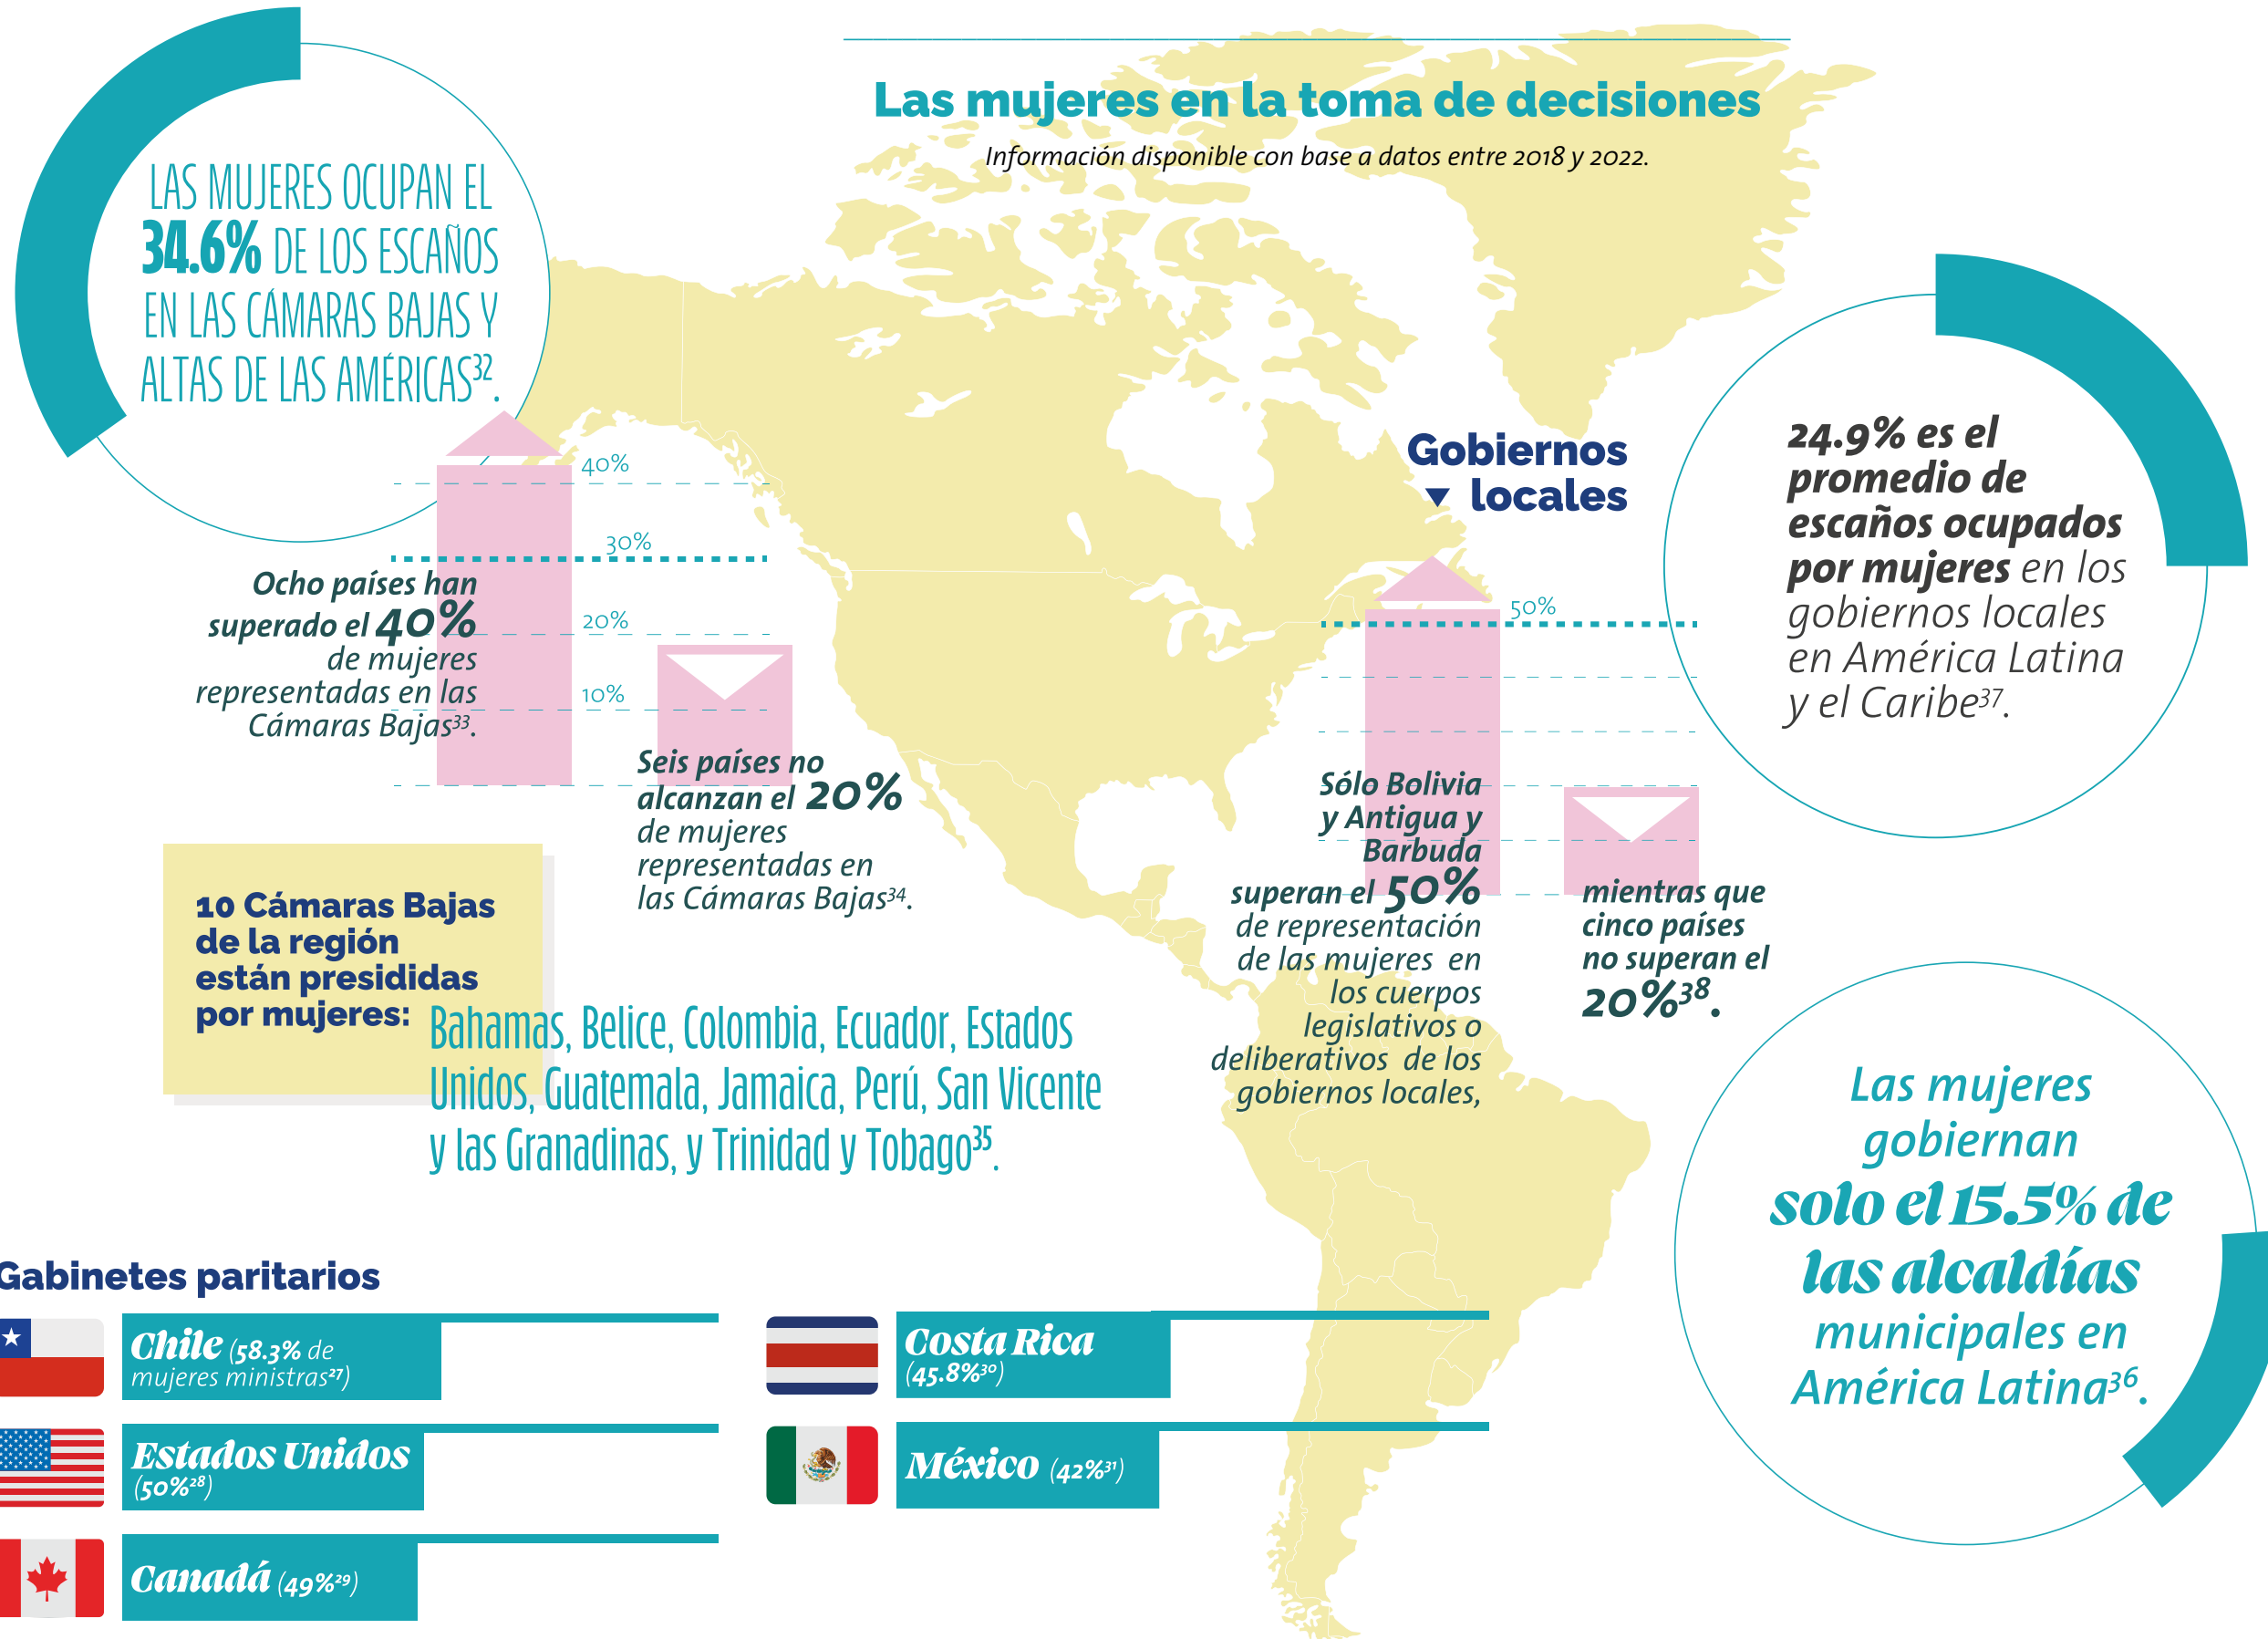 Las mujeres en la toma de decisiones
Información disponible con base a datos entre 2018 y 2022.
LAS MUJERES OCUPAN EL
34.6% DE LOS ESCAÑOS
EN LAS CÁMARAS BAJAS Y
ALTAS DE LAS AMÉRICAS32.
40%
30%
20%
10%
Ocho países han
superado el 40%
de mujeres
representadas en las
Cámaras Bajas33.
Seis países no
alcanzan el 20%
de mujeres
representadas en
las Cámaras Bajas34.
10 Cámaras Bajas
de la región
están presididas
por mujeres:
Bahamas, Belice, Colombia, Ecuador, Estados
Unidos, Guatemala, Jamaica, Perú, San Vicente
y las Granadinas, y Trinidad y Tobago35.
Gobiernos
locales
50%
Sólo Bolivia
y Antigua y
Barbuda
superan el 50%
de representación
de las mujeres en
los cuerpos
legislativos o
deliberativos de los
gobiernos locales,
mientras que
cinco países
no superan el
20%38.
24.9% es el
promedio de
escaños ocupados
por mujeres en los
gobiernos locales
en América Latina
y el Caribe37.
Las mujeres
gobiernan
solo el 15.5% de
las alcaldías
municipales en
América Latina36.
Gabinetes paritarios
Chile (58.3% de
mujeres ministras27)
Estados Unidos
(50%28)
Canadá (49%29)
Costa Rica
(45.8%30)
México (42%31)